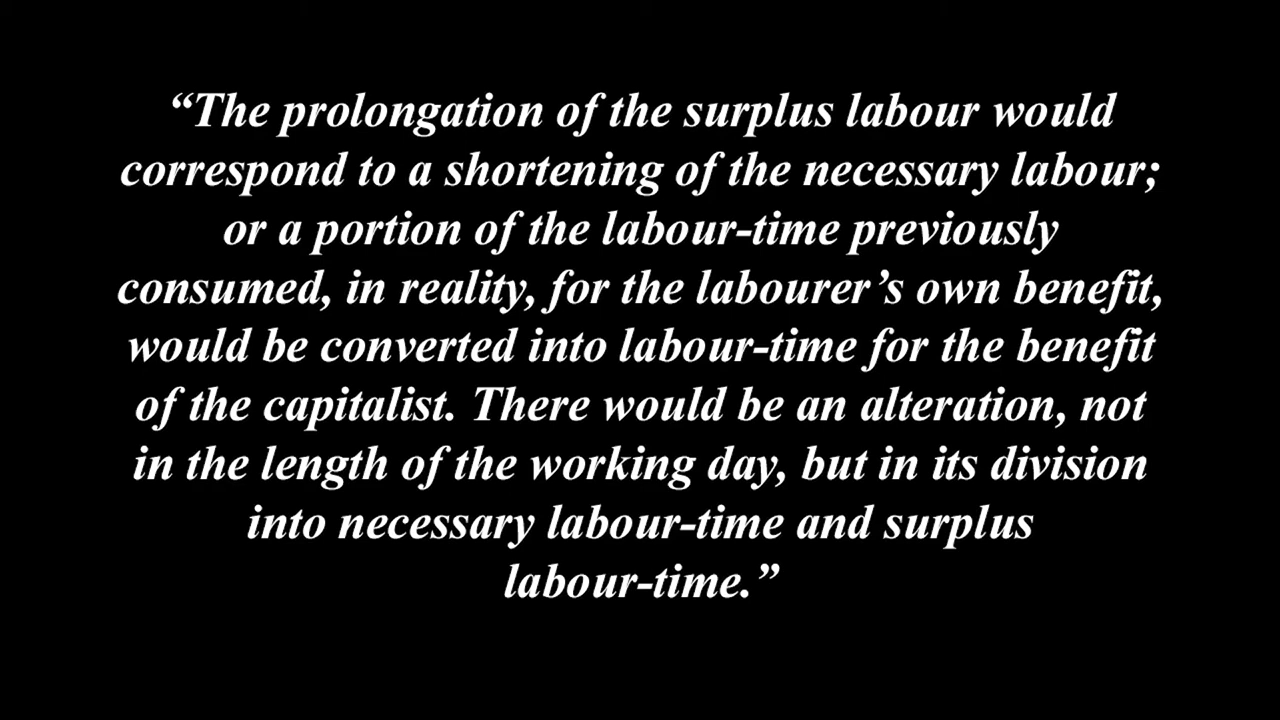 “The prolongation of the surplus labour would
correspond to a shortening of the necessary labour;
or a portion of the labour-time previously
consumed, in reality, for the labourer’s own benefit,
would be converted into labour-time for the benefit
of the capitalist. There would be an alteration, not
in the length of the working day, but in its division
into necessary labour-time and surplus
labour-time.”